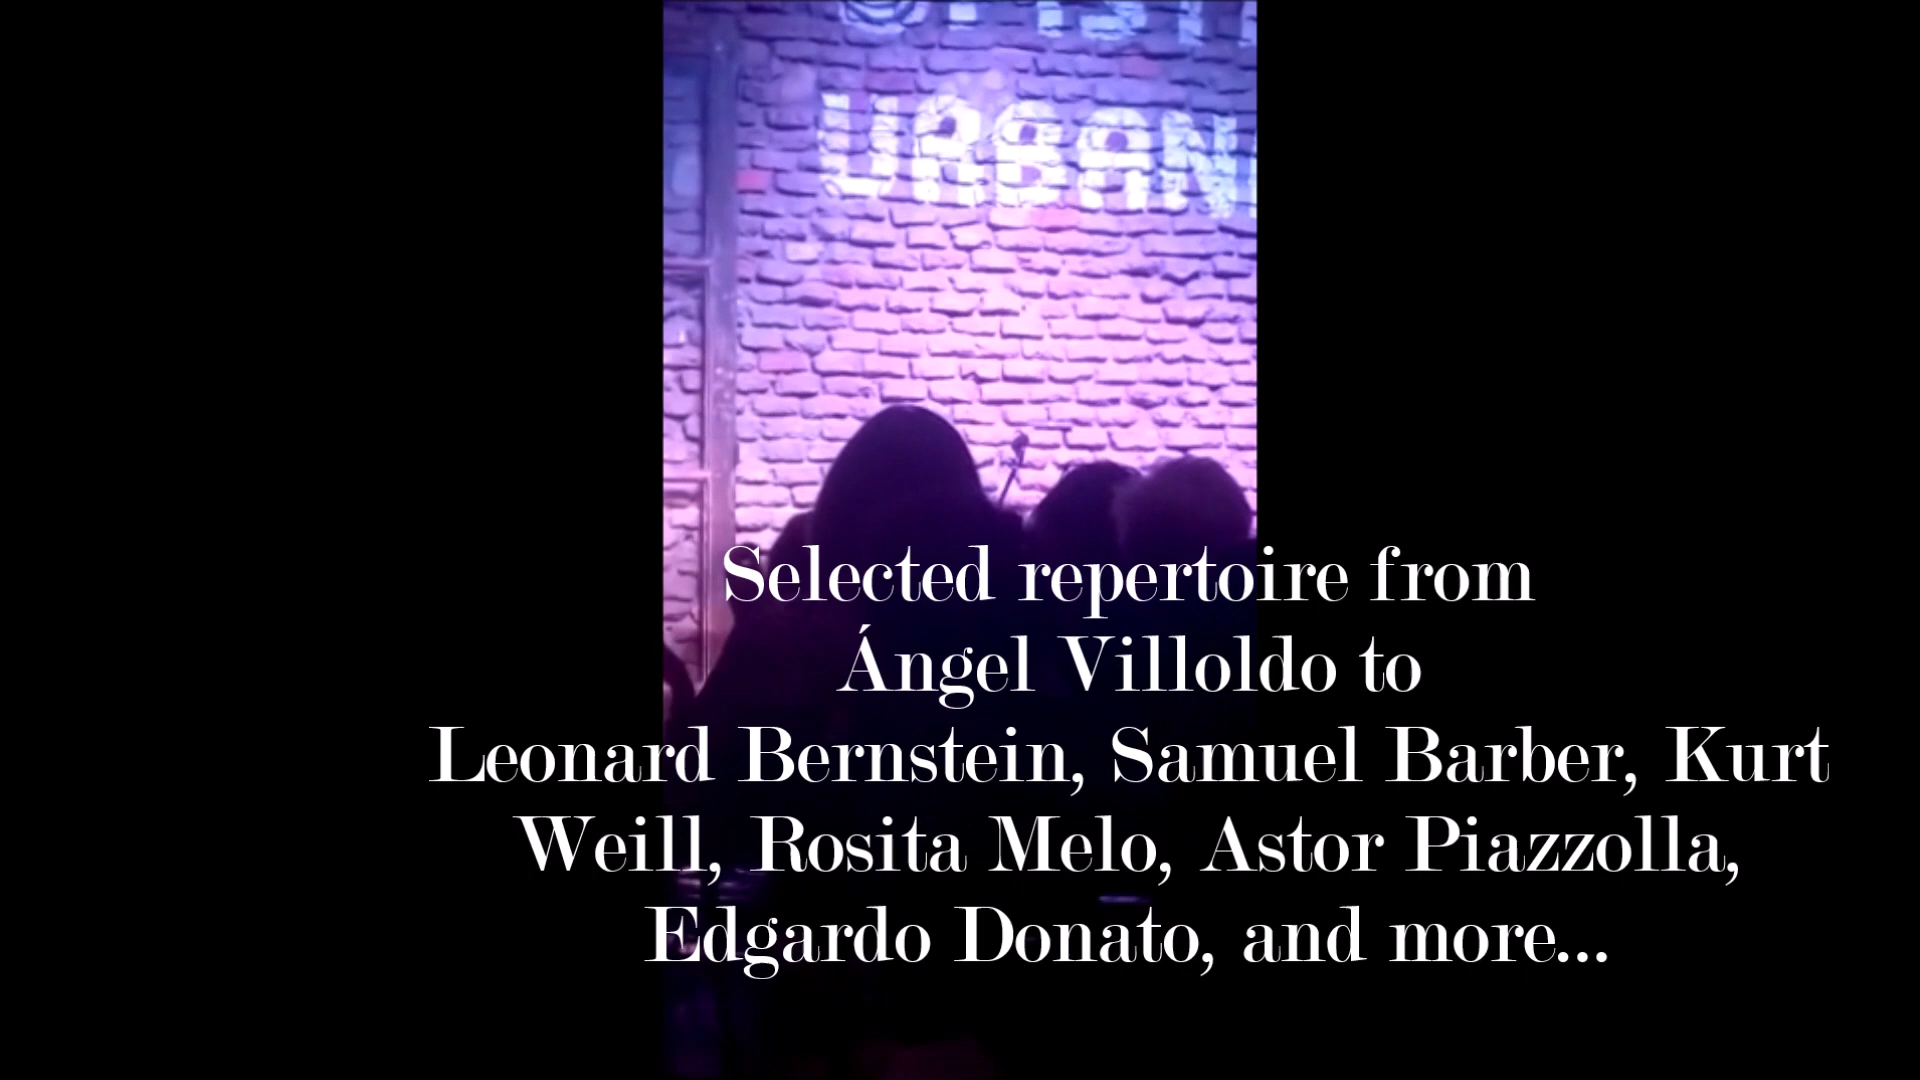 URBAN
Selected repertoire from
Ángel Villoldo to
Leonard Bernstein, Samuel Barber, Kurt
Weill, Rosita Melo, Astor Piazzolla,
Edgardo Donato, and more...